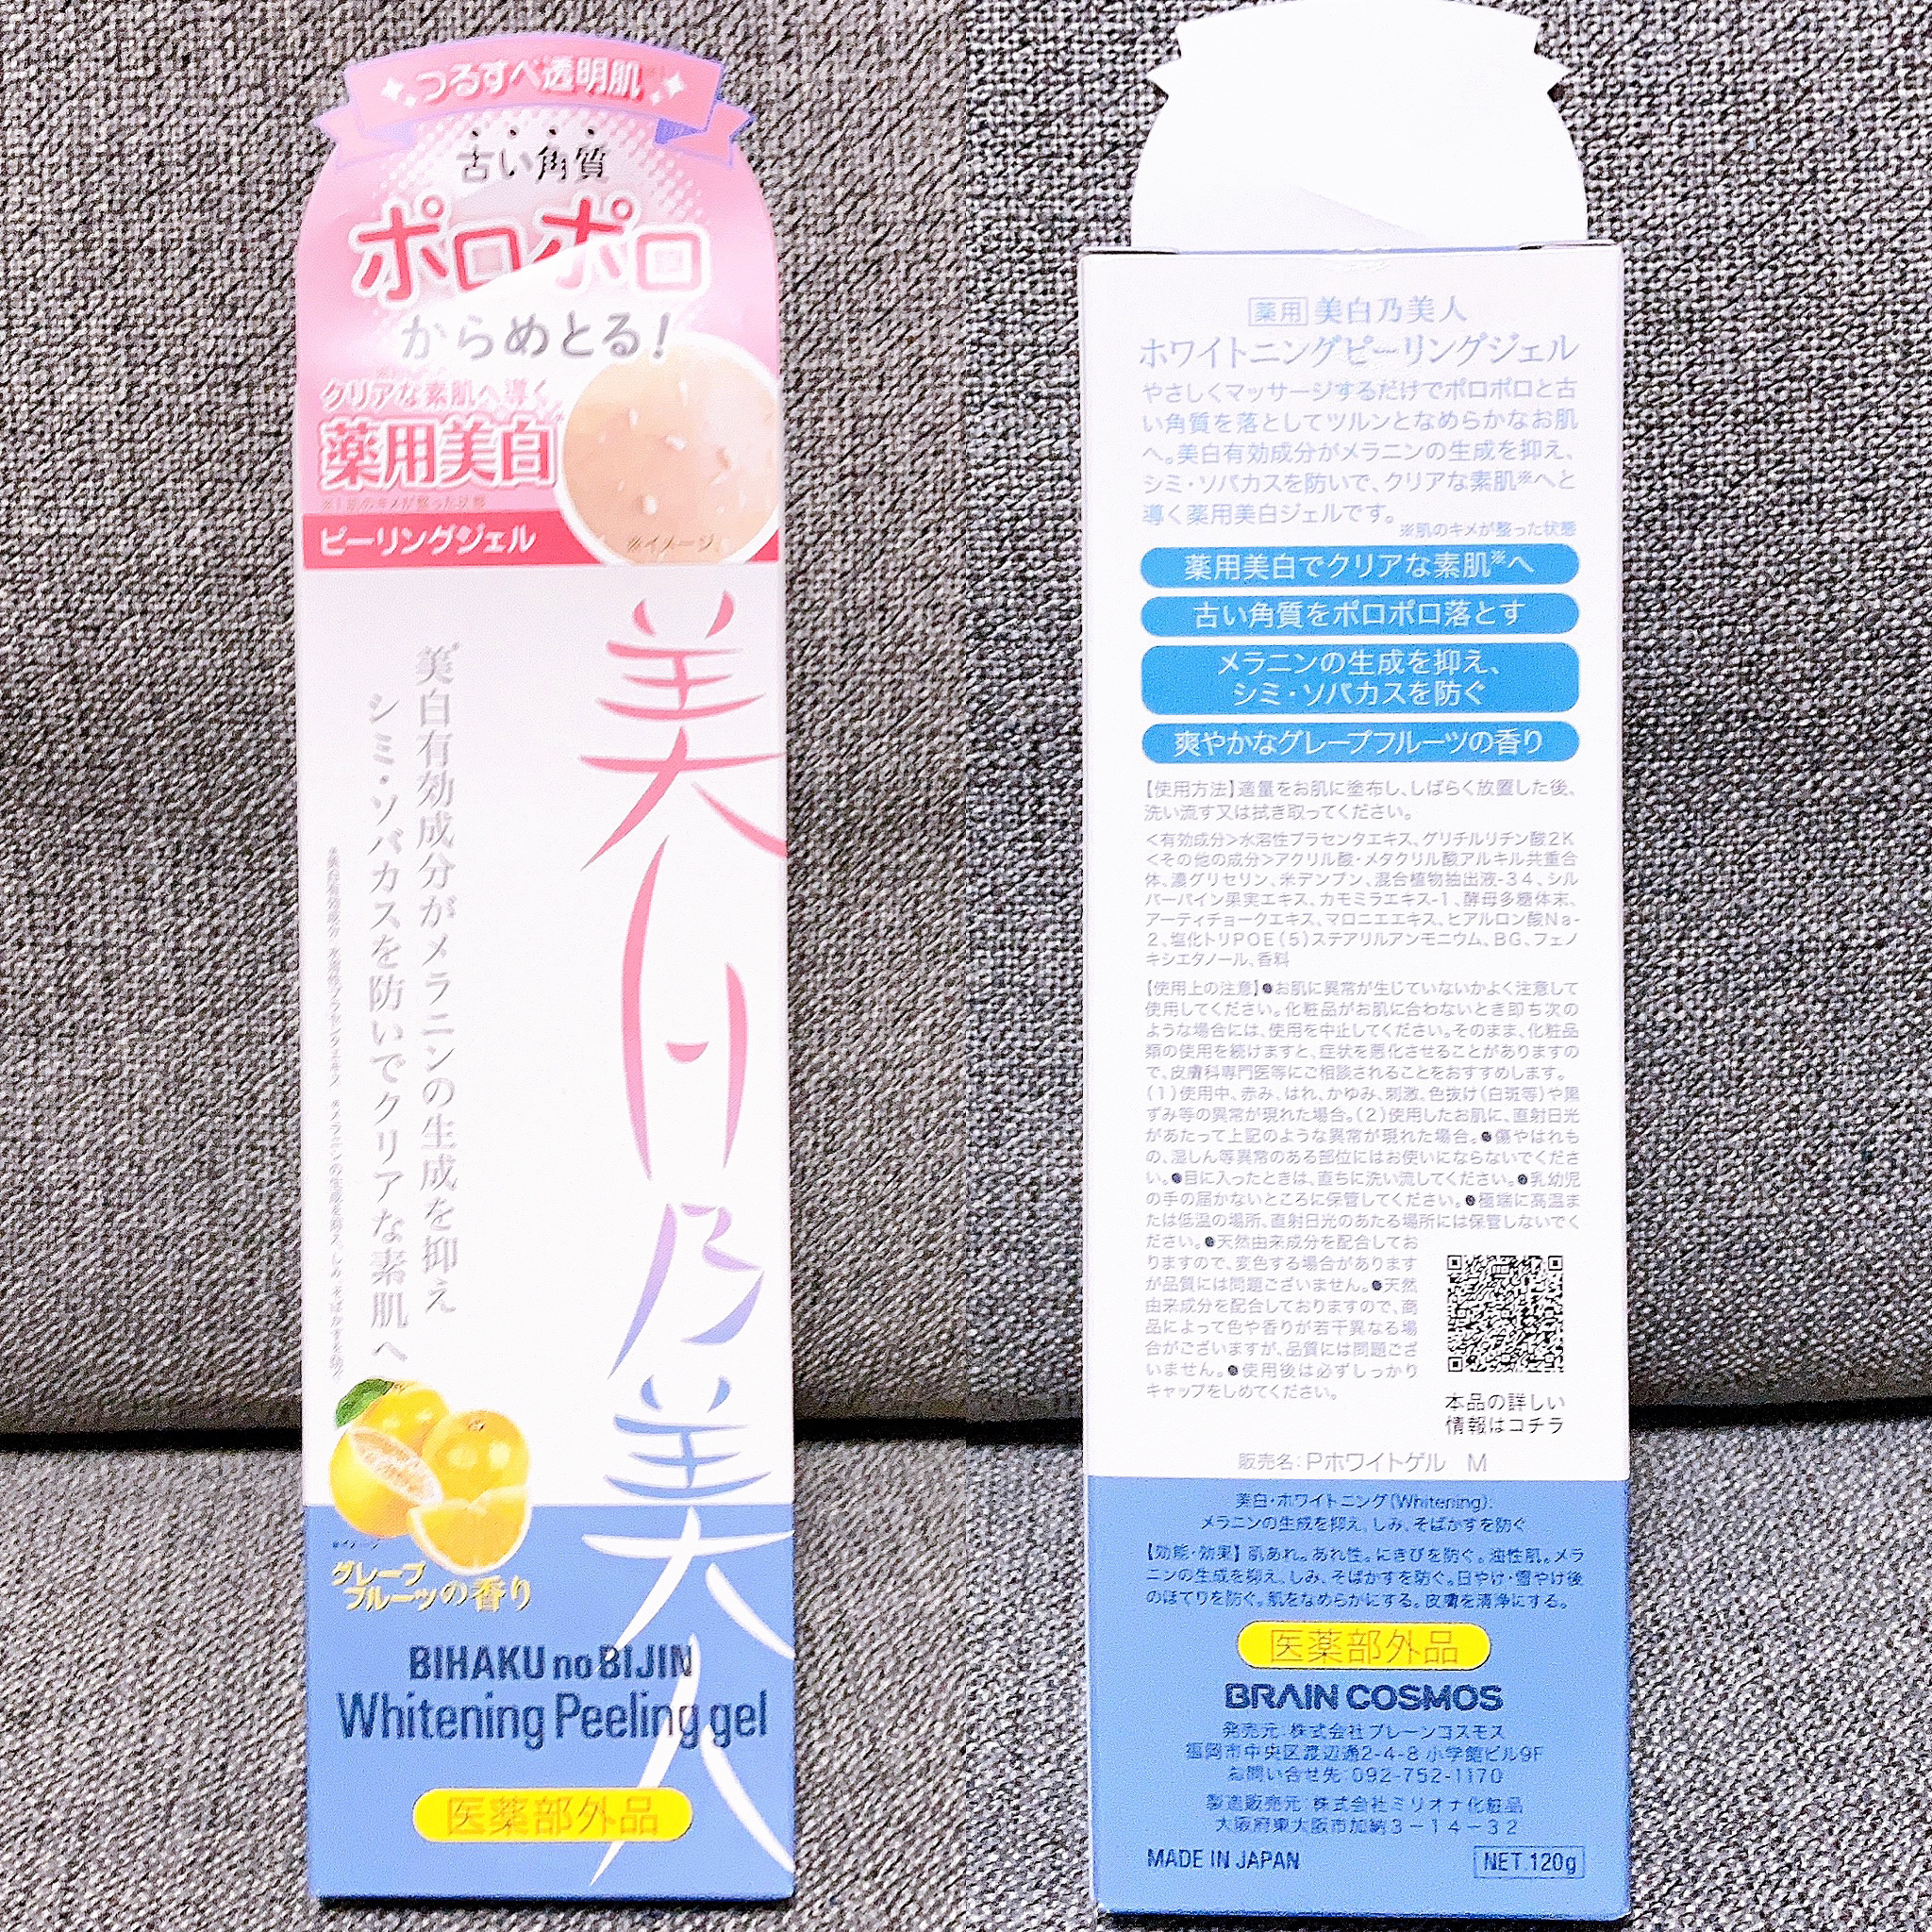 つるすべ透明肌
古い角質
ポロポロ
からめとる!
クリアな素肌へ導く
薬用美白
※1 肌のキメが整った状態
ピーリングジェル
※イメージ
美白乃美人
美白有効成分がメラニンの生成を抑え
シミ・ソバカスを防いでクリアな素肌へ
※イメージ
グレープ
フルーツの香り
BIHAKU no BIJIN
Whitening Peeling gel
医薬部外品
薬用 美白乃美人
ホワイトニングピーリングジェル
やさしくマッサージするだけでポロポロと古
い角質を落としてツルンとなめらかなお肌
へ。美白有効成分がメラニンの生成を抑え、
シミ・ソバカスを防いで、クリアな素肌※へと
導く薬用美白ジェルです。
※肌のキメが整った状態
薬用美白でクリアな素肌※へ
古い角質をポロポロ落とす
メラニンの生成を抑え、
シミ・ソバカスを防ぐ
爽やかなグレープフルーツの香り
【使用方法】適量をお肌に塗布し、しばらく放置した後、
洗い流す又は拭き取ってください。
<有効成分>水溶性プラセンタエキス、グリチルリチン酸2K
<その他の成分>アクリル酸・メタクリル酸アルキル共重合
体、濃グリセリン、米デンプン、混合植物抽出液-34、シル
バーバイン果実エキス、カモミラエキス-1、酵母多糖体末、
アーティチョークエキス、マロニエエキス、ヒアルロン酸Na-
2、塩化トリPOE(5)ステアリルアンモニウム、BG、フェノ
キシエタノール、香料
【使用上の注意】●お肌に異常が生じていないかよく注意して
使用してください。化粧品がお肌に合わないとき即ち次の
ような場合には、使用を中止してください。そのまま、化粧品
類の使用を続けますと、症状を悪化させることがありますの
で、皮膚科専門医等にご相談されることをおすすめします。
(1)使用中、赤み、はれ、かゆみ、刺激、色抜け(白斑等)や黒
ずみ等の異常が現れた場合。(2)使用したお肌に、直射日光
があたって上記のような異常が現れた場合。●傷やはれも
の、湿しん等異常のある部位にはお使いにならないでくださ
い。●目に入ったときは、直ちに洗い流してください。●乳幼児
の手の届かないところに保管してください。●極端に高温ま
たは低温の場所、直射日光のあたる場所には保管しないでく
ださい。●天然由来成分を配合してお
りますので、変色する場合があります
が品質には問題ございません。●天然
由来成分を配合しておりますので、商
品によって色や香りが若干異なる場
合がございますが、品質には問題ござ
いません。●使用後は必ずしっかり
キャップをしめてください。
本品の詳しい
情報はコチラ
販売名:Pホワイトゲル M
美白・ホワイトニング(Whitening):
メラニンの生成を抑え、しみ、そばかすを防ぐ
【効能・効果】肌あれ。あれ性。にきびを防ぐ。油性肌。メラ
ニンの生成を抑え、しみ、そばかすを防ぐ。日やけ・雪やけ後
のほてりを防ぐ。肌をなめらかにする。皮膚を清浄にする。
医薬部外品
BRAIN COSMOS
発売元:株式会社ブレーンコスモス
福岡市中央区渡辺通2-4-8 小学館ビル9F
お問い合せ先:092-752-1170
製造販売元:株式会社ミリオナ化粧品
大阪府東大阪市加納3-14-32
MADE IN JAPAN
NET.120g